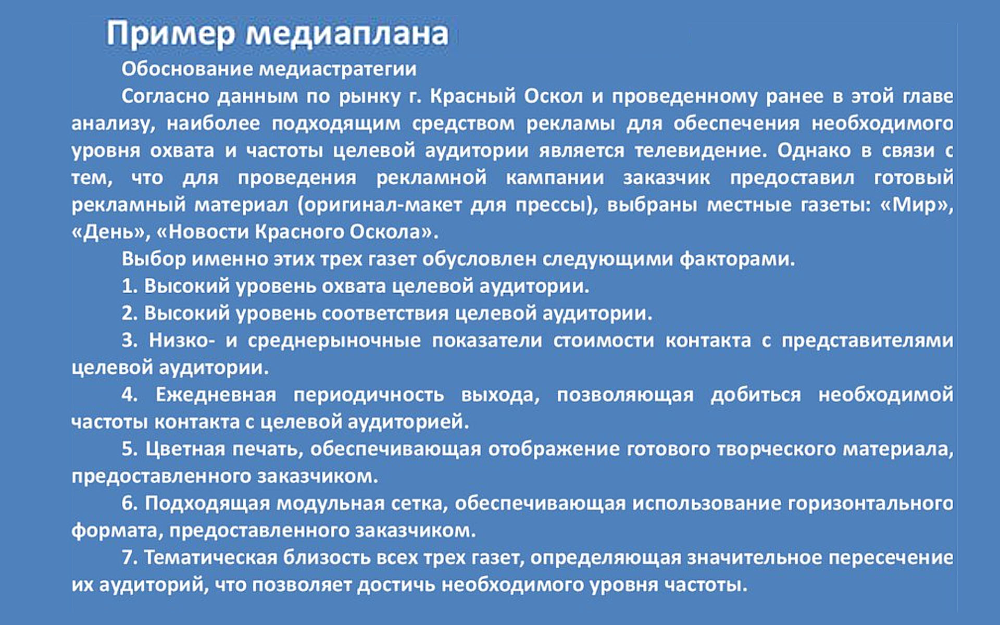 Пример медиаплана
Обоснование медиастратегии
Согласно данным по рынку г. Красный Оскол и проведенному ранее в этой главе
анализу, наиболее подходящим средством рекламы для обеспечения необходимого
уровня охвата и частоты целевой аудитории является телевидение. Однако в связи с
тем, что для проведения рекламной кампании заказчик предоставил готовый
рекламный материал (оригинал-макет для прессы), выбраны местные газеты: «Мир»,
«День», «Новости Красного Оскола».
Выбор именно этих трех газет обусловлен следующими факторами.
1. Высокий уровень охвата целевой аудитории.
2. Высокий уровень соответствия целевой аудитории.
3. Низко- и среднерыночные показатели стоимости контакта с представителями
целевой аудитории.
4. Ежедневная периодичность выхода, позволяющая добиться необходимой
частоты контакта с целевой аудиторией.
5. Цветная печать, обеспечивающая отображение готового творческого материала,
предоставленного заказчиком.
6. Подходящая модульная сетка, обеспечивающая использование горизонтального
формата, предоставленного заказчиком.
7. Тематическая близость всех трех газет, определяющая значительное пересечение
их аудиторий, что позволяет достичь необходимого уровня частоты.